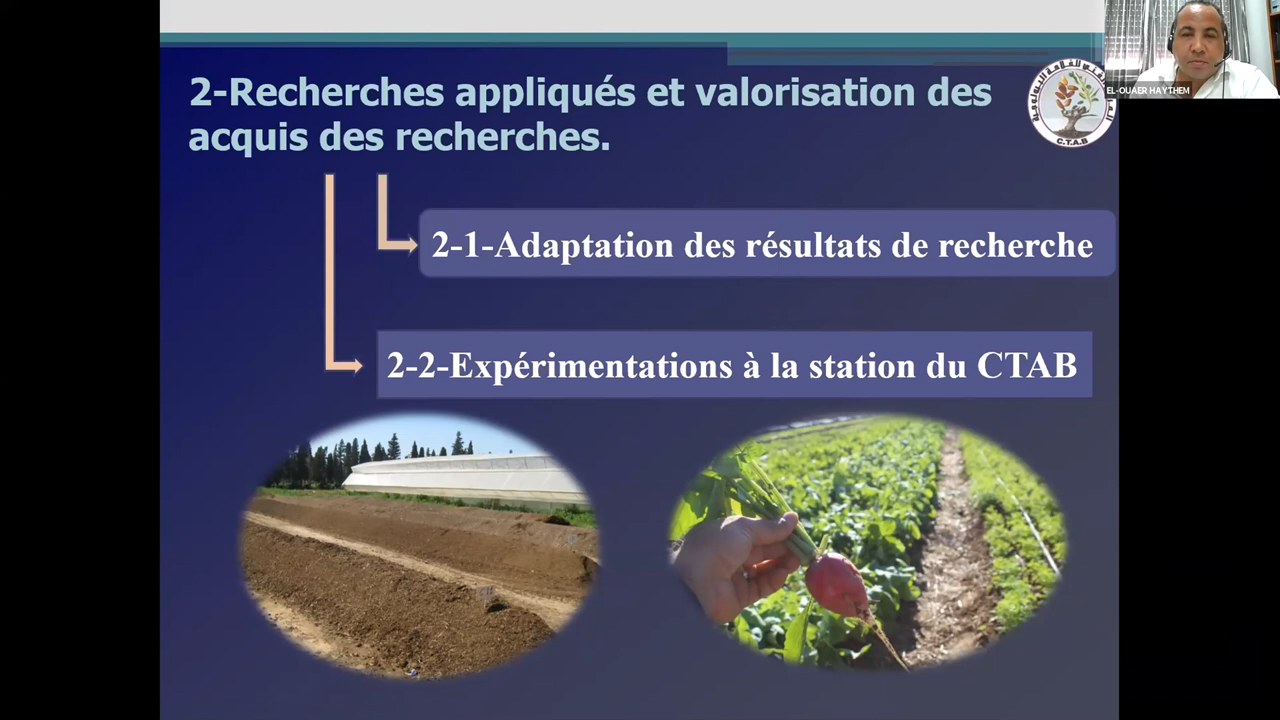 2-Recherches appliqués et valorisation des
acquis des recherches.
C.T.A.B
EL-OUAER HAYTHEM
2-1-Adaptation des résultats de recherche
2-2-Expérimentations à la station du CTAB